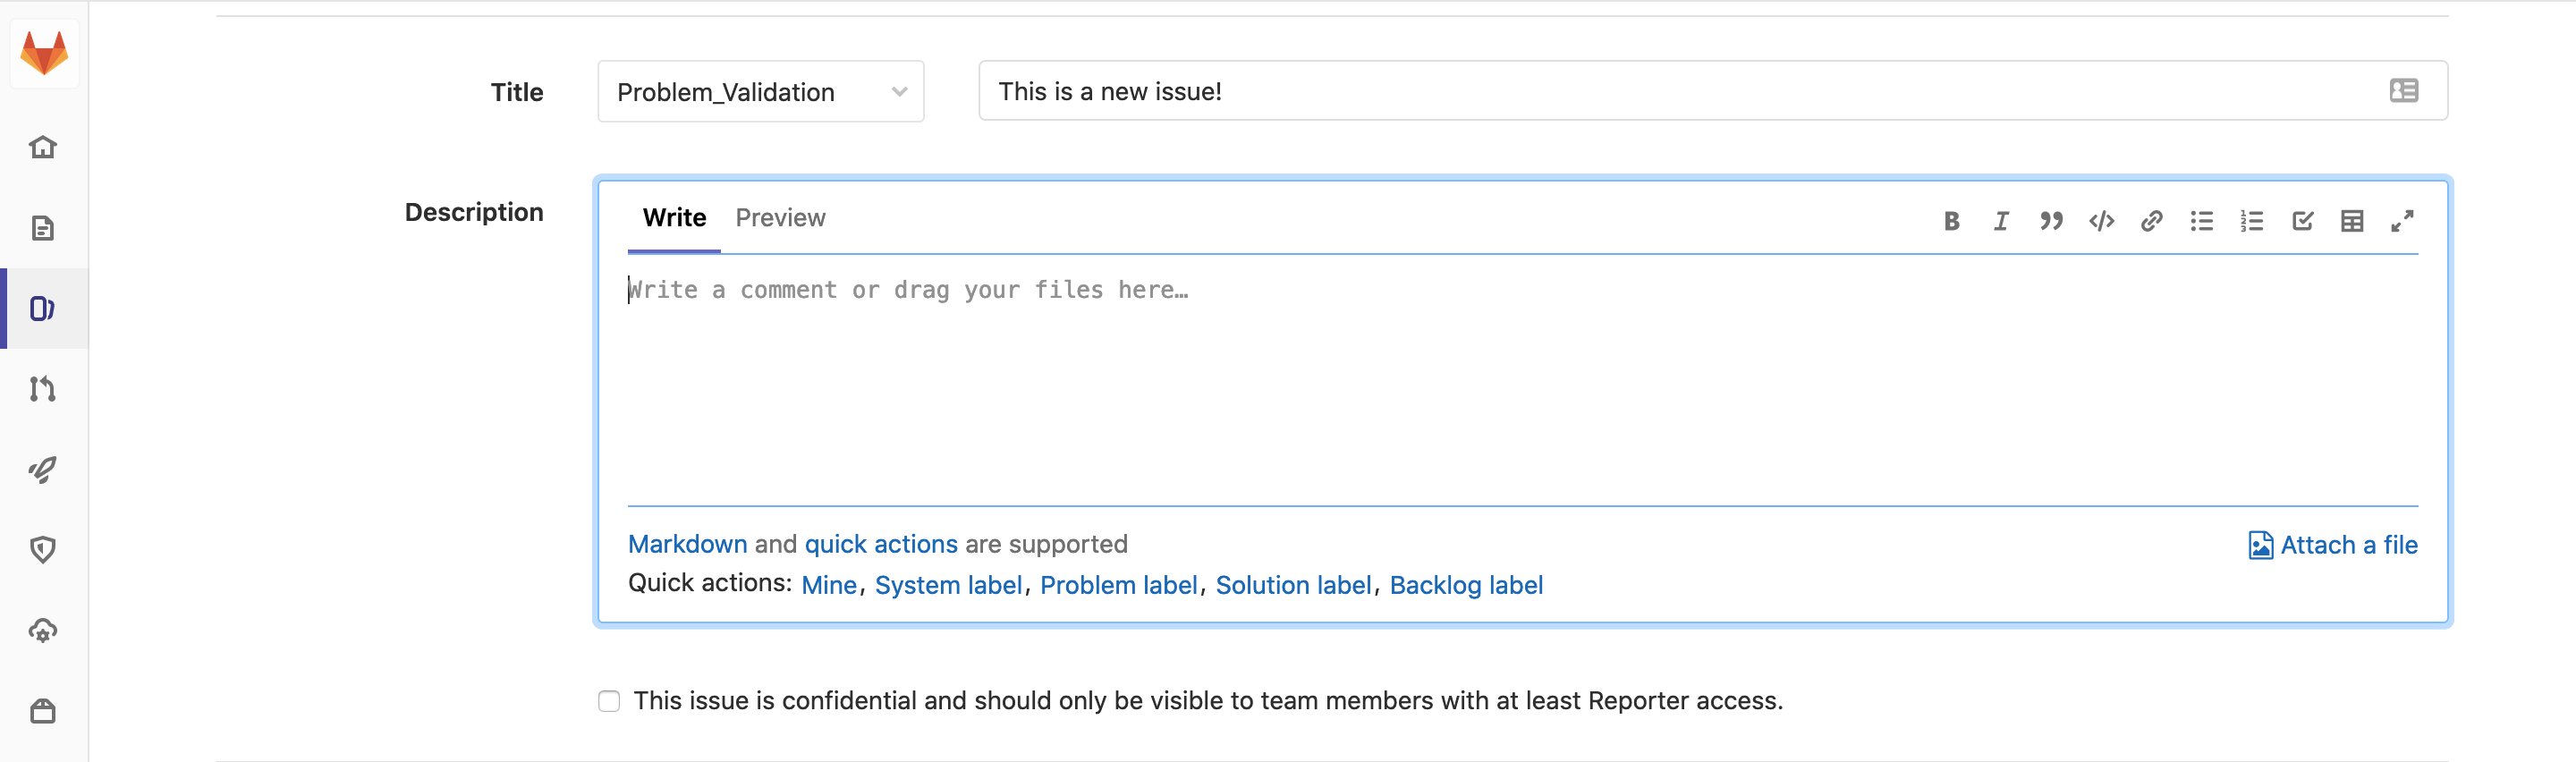 Title
Problem_Validation
This is a new issue!
Description
Write Preview
Write a comment or drag your files here…
Markdown and quick actions are supported
Attach a file
Quick actions: Mine, System label, Problem label, Solution label, Backlog label
This issue is confidential and should only be visible to team members with at least Reporter access.